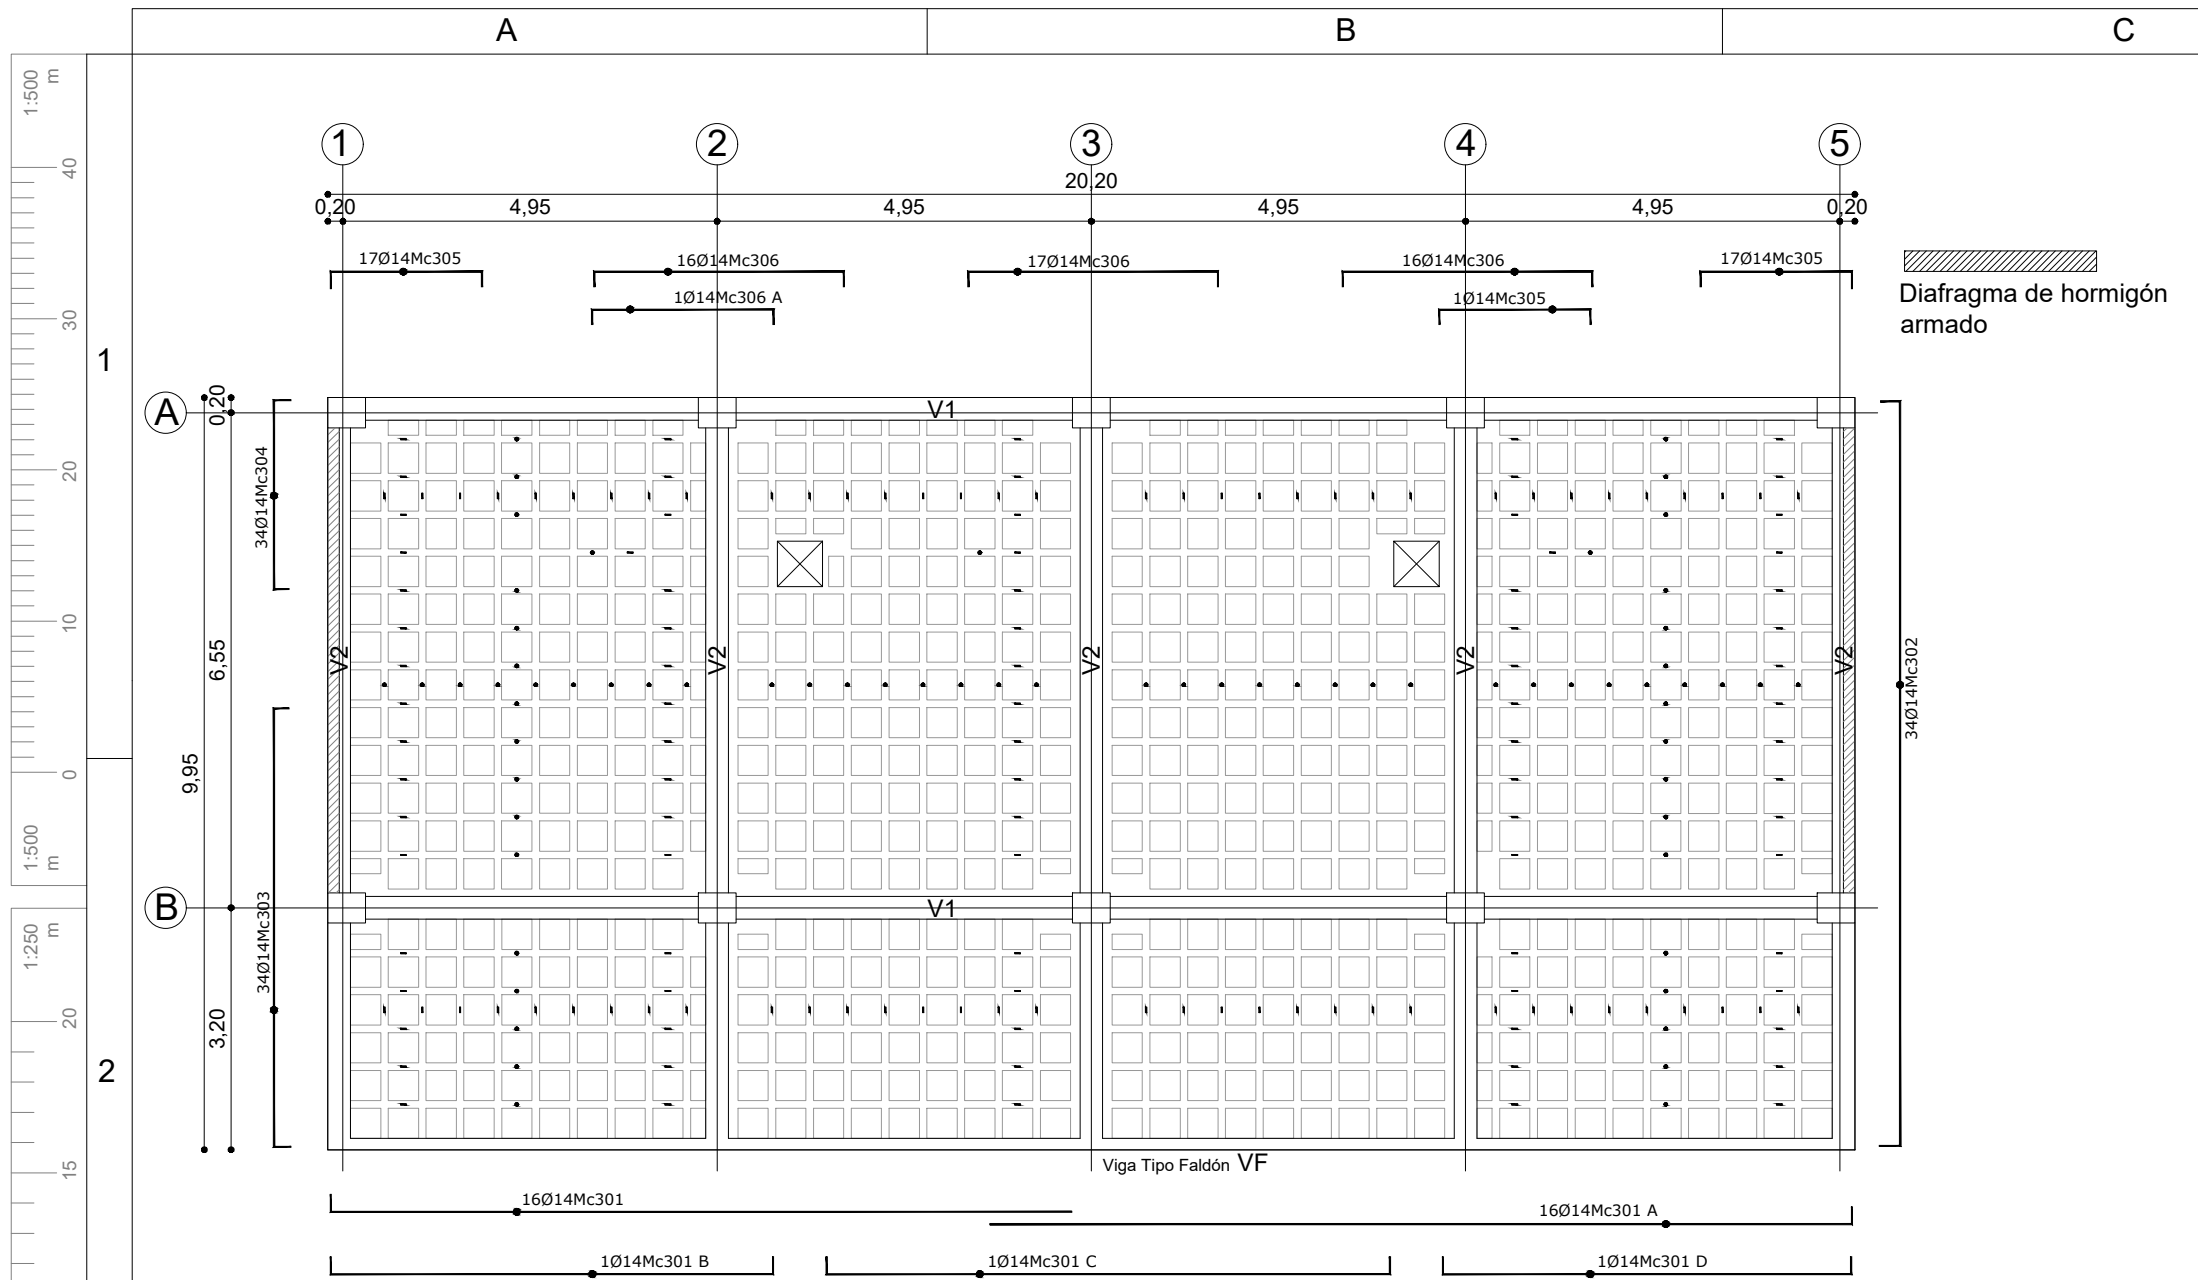 A
B
C
1:500
m
40
30
20
10
0
1:500
m
1:250
m
20
15
1
2
1
2
3
4
5
20,20
0,20
4,95
4,95
4,95
4,95
0,20
17Ø14Mc305
16Ø14Mc306
17Ø14Mc306
16Ø14Mc306
17Ø14Mc305
1Ø14Mc306 A
1Ø14Mc305
Diafragma de hormigón
armado
A
0,20
V1
34Ø14Mc304
6,55
V2
V2
V2
V2
V2
34Ø14Mc302
9,95
B
V1
34Ø14Mc303
3,20
Viga Tipo Faldón VF
16Ø14Mc301
16Ø14Mc301 A
1Ø14Mc301 B
1Ø14Mc301 C
1Ø14Mc301 D